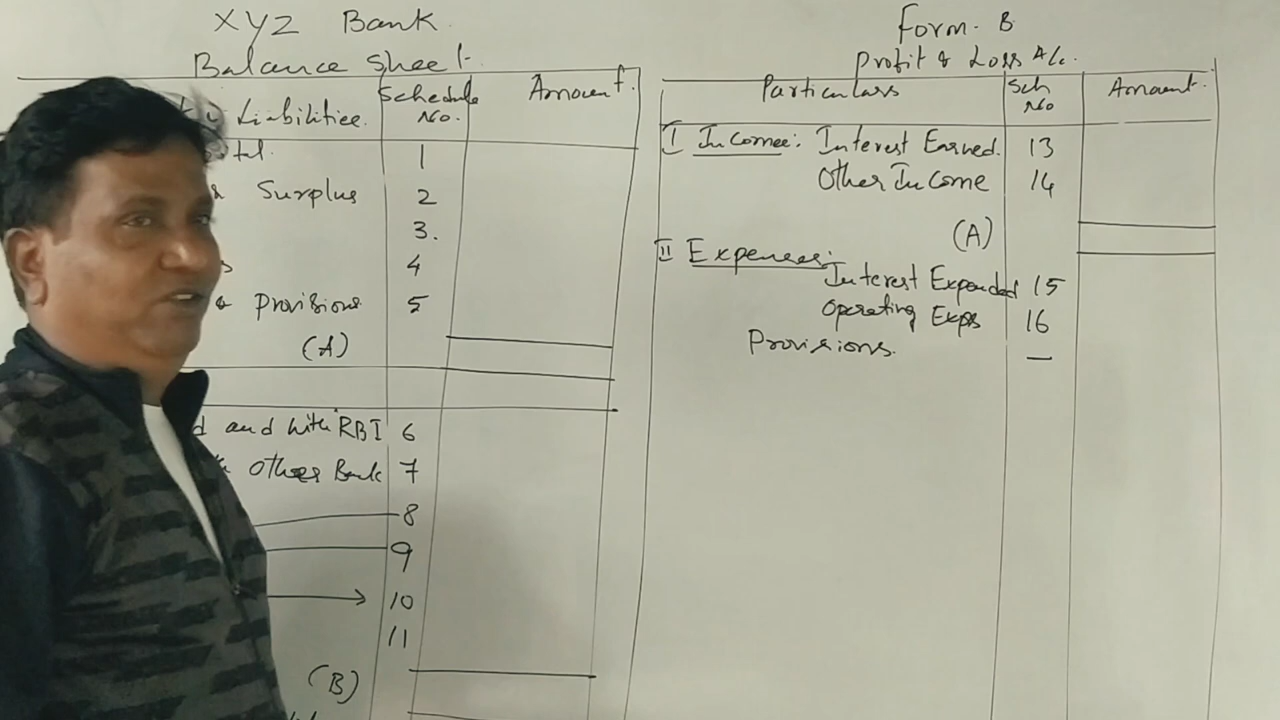 XYZ Bank
Balance Sheet
Liabilities. Schedule No. Amount.
1
Surplus 2
3.
4
& Provisions 5
(A)
and with RBI 6
Other Bank 7
8
9
10
11
(B)
Form. B
Profit & Loss A/c.
Particulars Sch No Amount.
I Incomee: Interest Earned. 13
Other Income 14
(A)
II Expenses:
Interest Expended 15
Operating Exps 16
Provisions. —